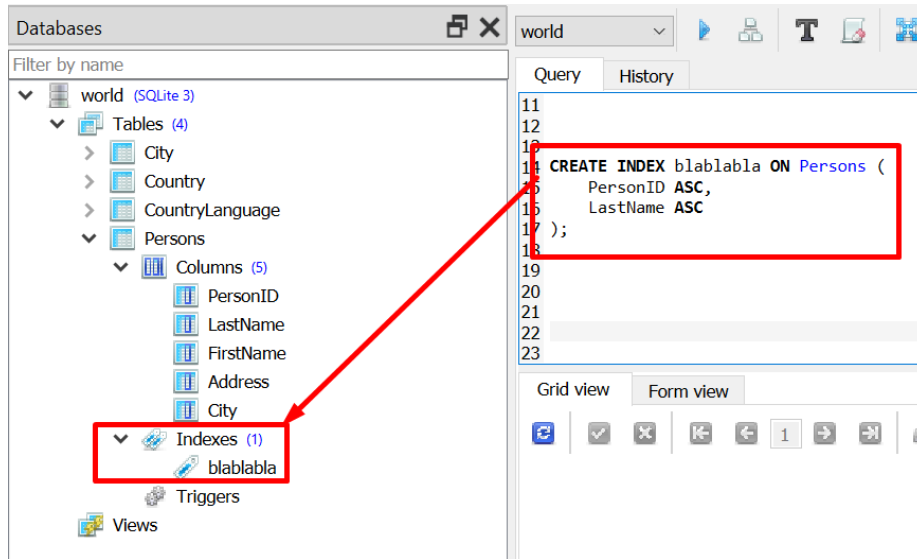 Databases
Filter by name
world (SQLite 3)
Tables (4)
City
Country
CountryLanguage
Persons
Columns (5)
PersonID
LastName
FirstName
Address
City
Indexes (1)
blablabla
Triggers
Views
world
T
Query History
11
12
13
14 CREATE INDEX blablabla ON Persons (
15 PersonID ASC,
16 LastName ASC
17 );
18
19
20
21
22
23
Grid view Form view
1